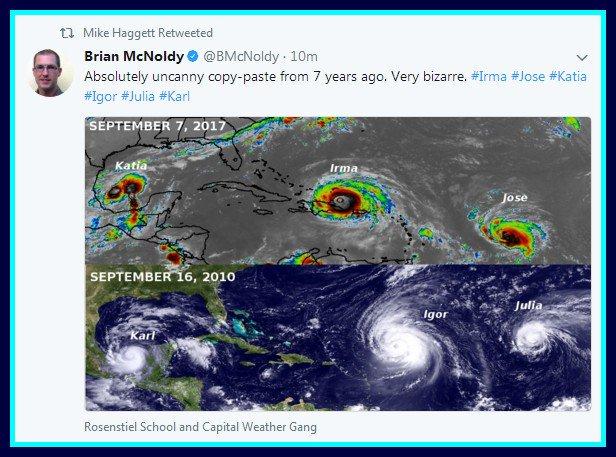 Mike Haggett Retweeted
Brian McNoldy @BMcNoldy · 10m
Absolutely uncanny copy-paste from 7 years ago. Very bizarre. #Irma #Jose #Katia
#Igor #Julia #Karl
SEPTEMBER 7, 2017
Katia
Irma
Jose
SEPTEMBER 16, 2010
Igor
Julia
Karl
Rosenstiel School and Capital Weather Gang